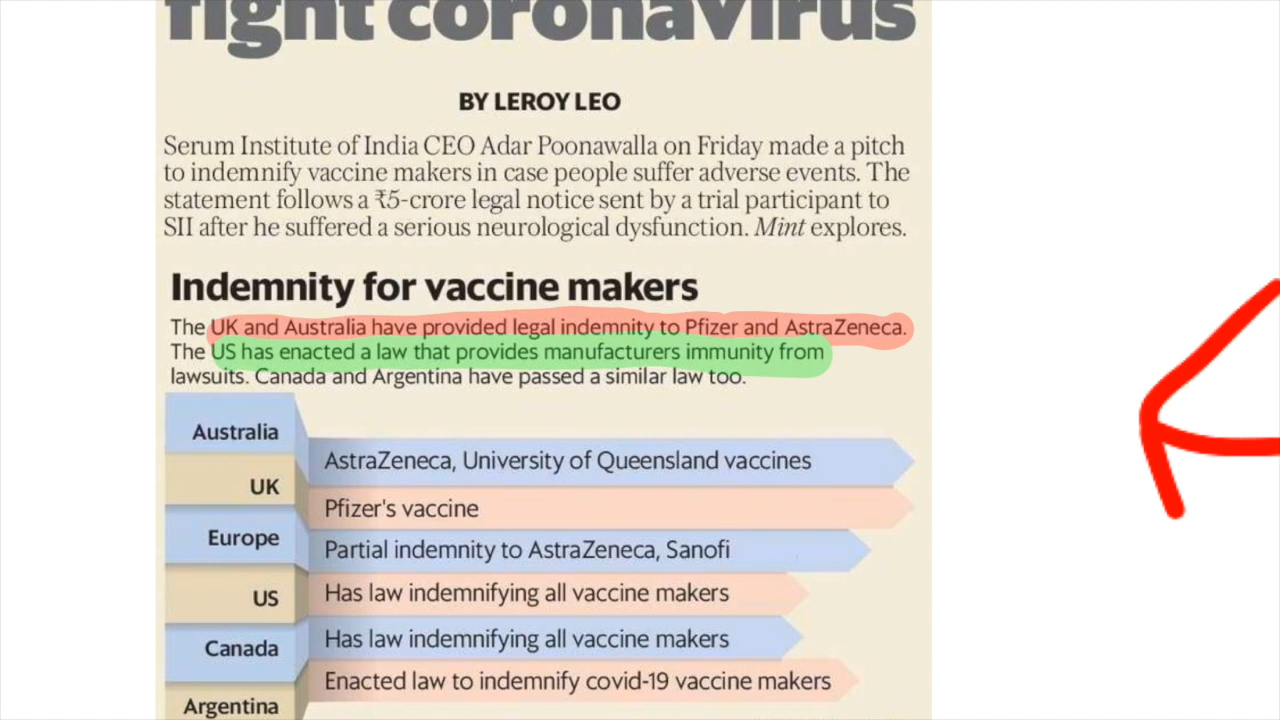 fight coronavirus
BY LEROY LEO
Serum Institute of India CEO Adar Poonawalla on Friday made a pitch
to indemnify vaccine makers in case people suffer adverse events. The
statement follows a ₹5-crore legal notice sent by a trial participant to
SII after he suffered a serious neurological dysfunction. Mint explores.
Indemnity for vaccine makers
The UK and Australia have provided legal indemnity to Pfizer and AstraZeneca.
The US has enacted a law that provides manufacturers immunity from
lawsuits. Canada and Argentina have passed a similar law too.
Australia
AstraZeneca, University of Queensland vaccines
UK
Pfizer's vaccine
Europe
Partial indemnity to AstraZeneca, Sanofi
US
Has law indemnifying all vaccine makers
Canada
Has law indemnifying all vaccine makers
Argentina
Enacted law to indemnify covid-19 vaccine makers